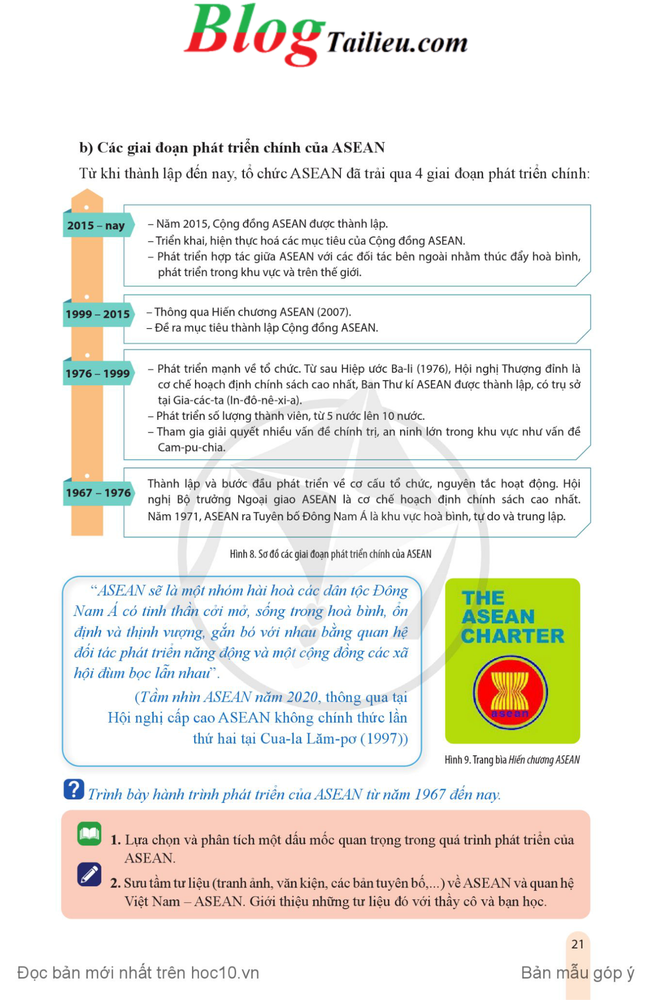 Blog Tailieu.com
b) Các giai đoạn phát triển chính của ASEAN
Từ khi thành lập đến nay, tổ chức ASEAN đã trải qua 4 giai đoạn phát triển chính:
2015 – nay
– Năm 2015, Cộng đồng ASEAN được thành lập.
– Triển khai, hiện thực hoá các mục tiêu của Cộng đồng ASEAN.
– Phát triển hợp tác giữa ASEAN với các đối tác bên ngoài nhằm thúc đẩy hoà bình,
phát triển trong khu vực và trên thế giới.
1999 – 2015
– Thông qua Hiến chương ASEAN (2007).
– Đề ra mục tiêu thành lập Cộng đồng ASEAN.
1976 – 1999
– Phát triển mạnh về tổ chức. Từ sau Hiệp ước Ba-li (1976), Hội nghị Thượng đỉnh là
cơ chế hoạch định chính sách cao nhất, Ban Thư kí ASEAN được thành lập, có trụ sở
tại Gia-các-ta (In-đô-nê-xi-a).
– Phát triển số lượng thành viên, từ 5 nước lên 10 nước.
– Tham gia giải quyết nhiều vấn đề chính trị, an ninh lớn trong khu vực như vấn đề
Cam-pu-chia.
1967 – 1976
Thành lập và bước đầu phát triển về cơ cấu tổ chức, nguyên tắc hoạt động. Hội
nghị Bộ trưởng Ngoại giao ASEAN là cơ chế hoạch định chính sách cao nhất.
Năm 1971, ASEAN ra Tuyên bố Đông Nam Á là khu vực hoà bình, tự do và trung lập.
Hình 8. Sơ đồ các giai đoạn phát triển chính của ASEAN
“ASEAN sẽ là một nhóm hài hoà các dân tộc Đông
Nam Á có tinh thần cởi mở, sống trong hoà bình, ổn
định và thịnh vượng, gắn bó với nhau bằng quan hệ
đối tác phát triển năng động và một cộng đồng các xã
hội đùm bọc lẫn nhau”.
(Tầm nhìn ASEAN năm 2020, thông qua tại
Hội nghị cấp cao ASEAN không chính thức lần
thứ hai tại Cua-la Lăm-pơ (1997))
THE
ASEAN
CHARTER
asean
Hình 9. Trang bìa Hiến chương ASEAN
? Trình bày hành trình phát triển của ASEAN từ năm 1967 đến nay.
1. Lựa chọn và phân tích một dấu mốc quan trọng trong quá trình phát triển của
ASEAN.
2. Sưu tầm tư liệu (tranh ảnh, văn kiện, các bản tuyên bố,...) về ASEAN và quan hệ
Việt Nam – ASEAN. Giới thiệu những tư liệu đó với thầy cô và bạn học.
21
Đọc bản mới nhất trên hoc10.vn
Bản mẫu góp ý